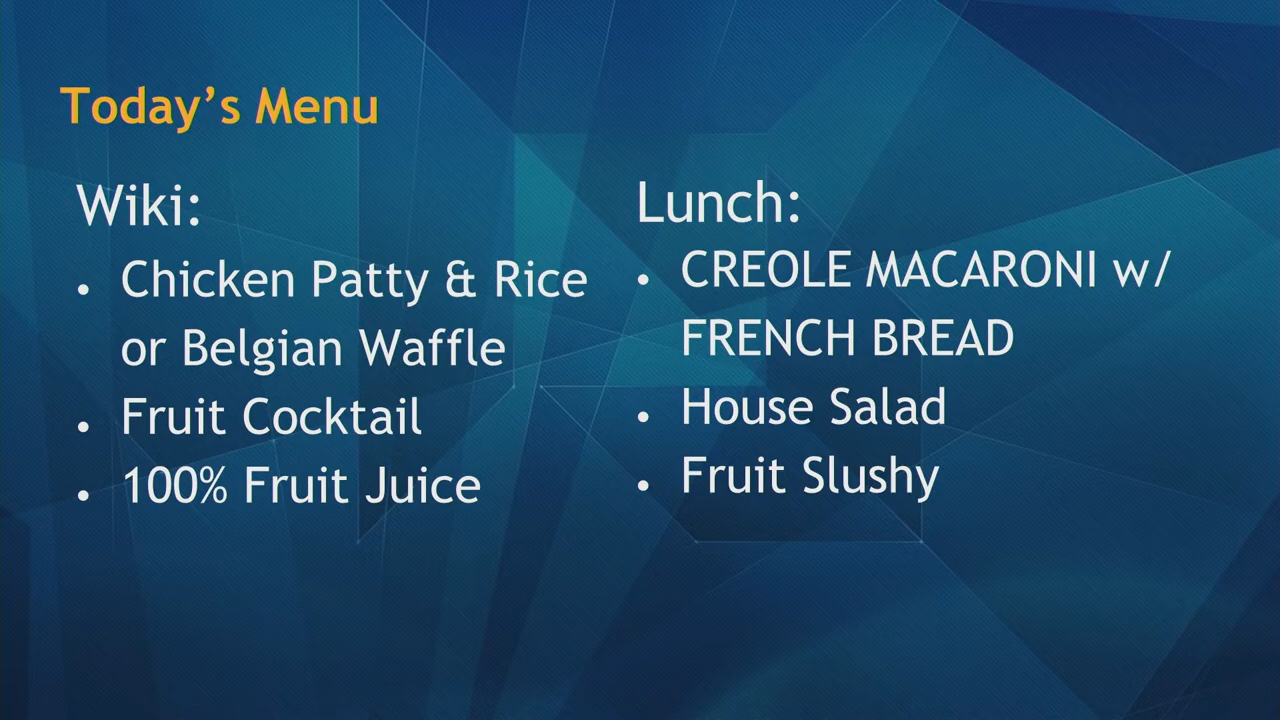 Today’s Menu
Wiki:
• Chicken Patty & Rice
or Belgian Waffle
• Fruit Cocktail
• 100% Fruit Juice
Lunch:
• CREOLE MACARONI w/
FRENCH BREAD
• House Salad
• Fruit Slushy